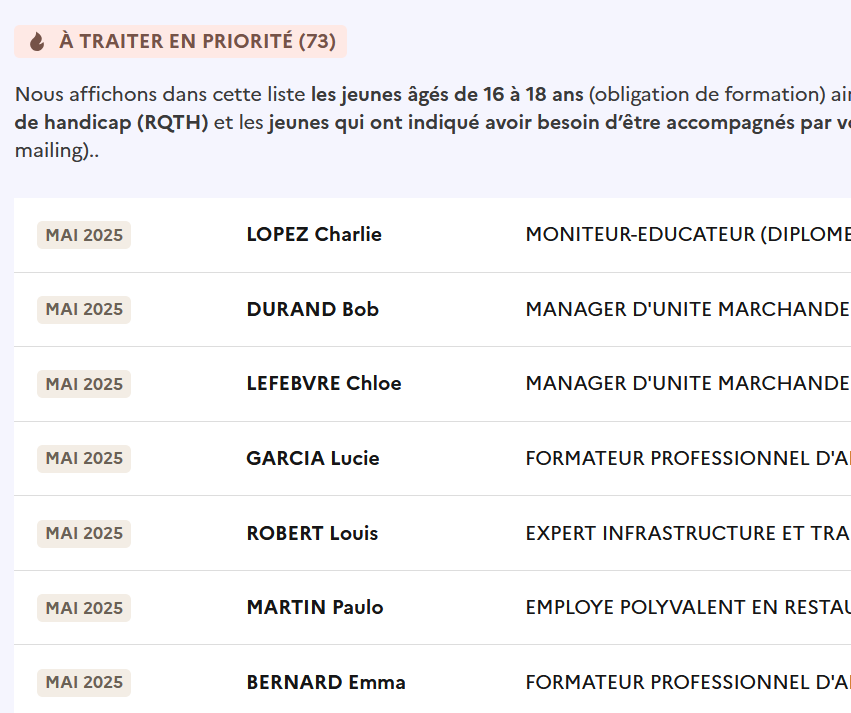 À TRAITER EN PRIORITÉ (73)
Nous affichons dans cette liste les jeunes âgés de 16 à 18 ans (obligation de formation)
de handicap (RQTH) et les jeunes qui ont indiqué avoir besoin d’être accompagnés par
mailing)..
MAI 2025 LOPEZ Charlie MONITEUR-EDUCATEUR (DIPLOME
MAI 2025 DURAND Bob MANAGER D'UNITE MARCHANDE
MAI 2025 LEFEBVRE Chloe MANAGER D'UNITE MARCHANDE
MAI 2025 GARCIA Lucie FORMATEUR PROFESSIONNEL
MAI 2025 ROBERT Louis EXPERT INFRASTRUCTURE ET
MAI 2025 MARTIN Paulo EMPLOYE POLYVALENT EN
MAI 2025 BERNARD Emma FORMATEUR PROFESSIONNEL